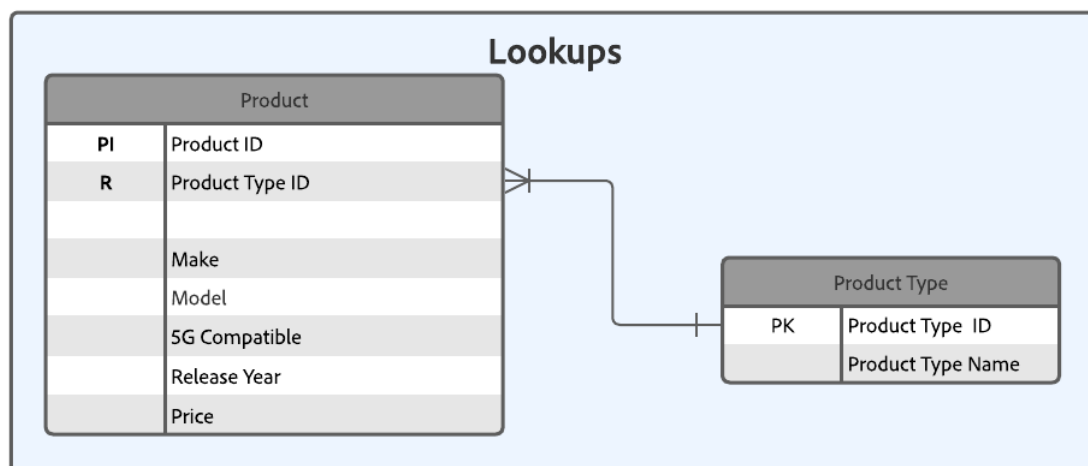 Lookups
Product
PI Product ID
R Product Type ID
Make
Model
5G Compatible
Release Year
Price
Product Type
PK Product Type ID
Product Type Name